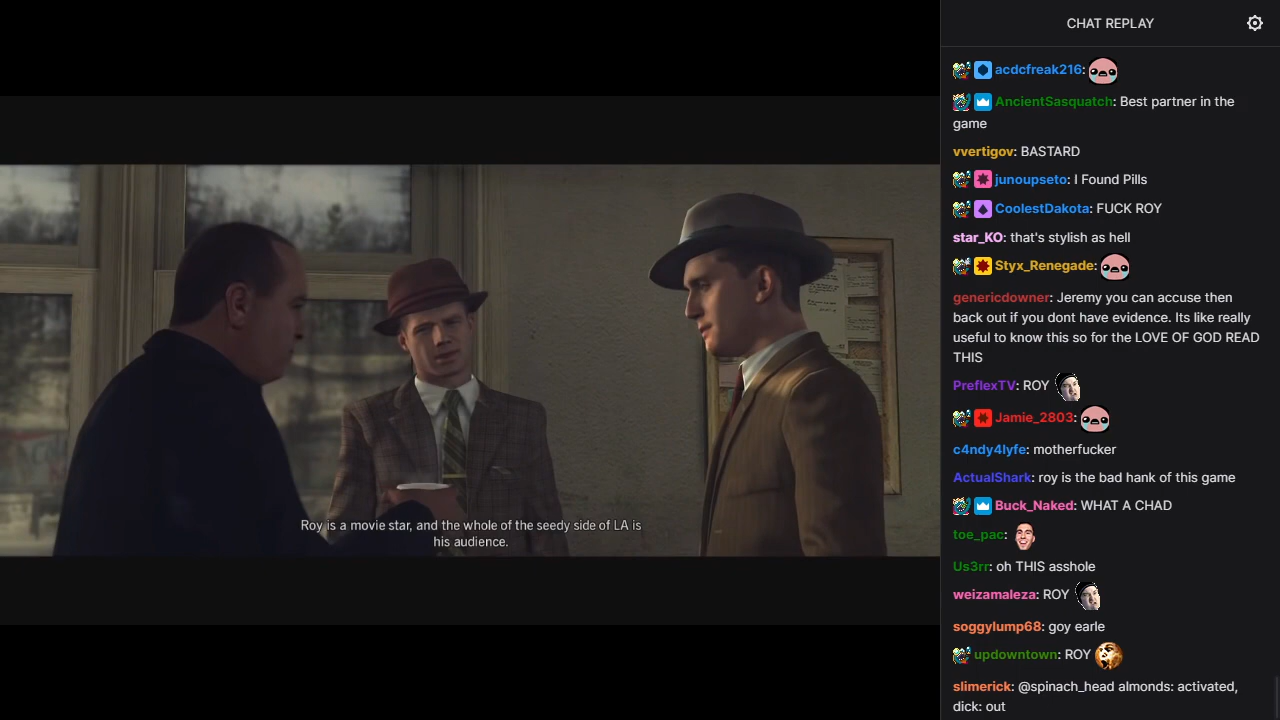 Roy is a movie star, and the whole of the seedy side of LA is
his audience.
CHAT REPLAY
acdcfreak216:
AncientSasquatch: Best partner in the
game
vvertigov: BASTARD
junoupseto: I Found Pills
CoolestDakota: FUCK ROY
star_KO: that's stylish as hell
Styx_Renegade:
genericdowner: Jeremy you can accuse then
back out if you dont have evidence. Its like really
useful to know this so for the LOVE OF GOD READ
THIS
PreflexTV: ROY
Jamie_2803:
c4ndy4lyfe: motherfucker
ActualShark: roy is the bad hank of this game
Buck_Naked: WHAT A CHAD
toe_pac:
Us3rr: oh THIS asshole
weizamaleza: ROY
soggylump68: goy earle
updowntown: ROY
slimerick: @spinach_head almonds: activated,
dick: out